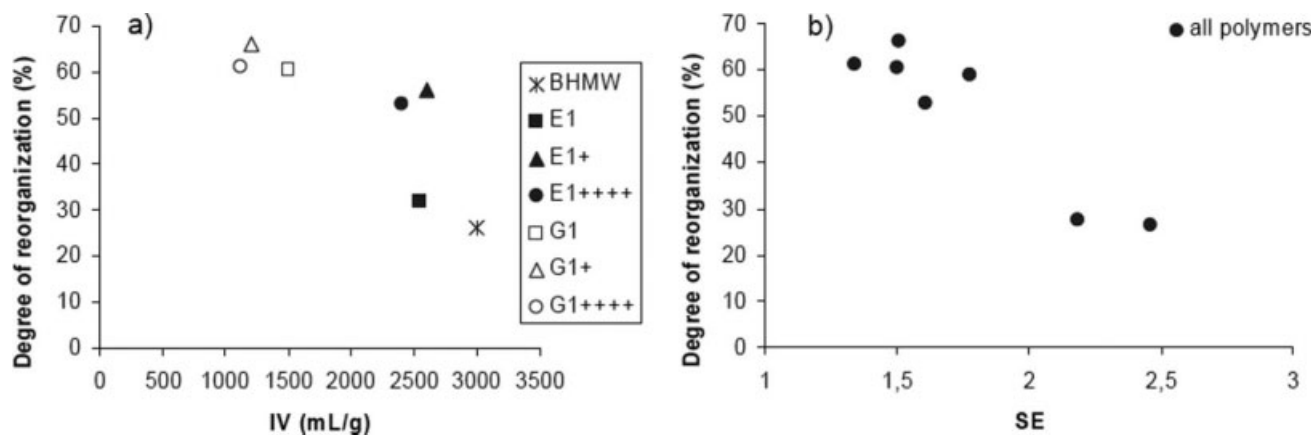 a)
Degree of reorganization (%)
70
60
50
40
30
20
10
0
0 500 1000 1500 2000 2500 3000 3500
IV (mL/g)
BHMW
E1
E1+
E1++++
G1
G1+
G1++++
b)
all polymers
Degree of reorganization (%)
70
60
50
40
30
20
10
0
1 1,5 2 2,5 3
SE